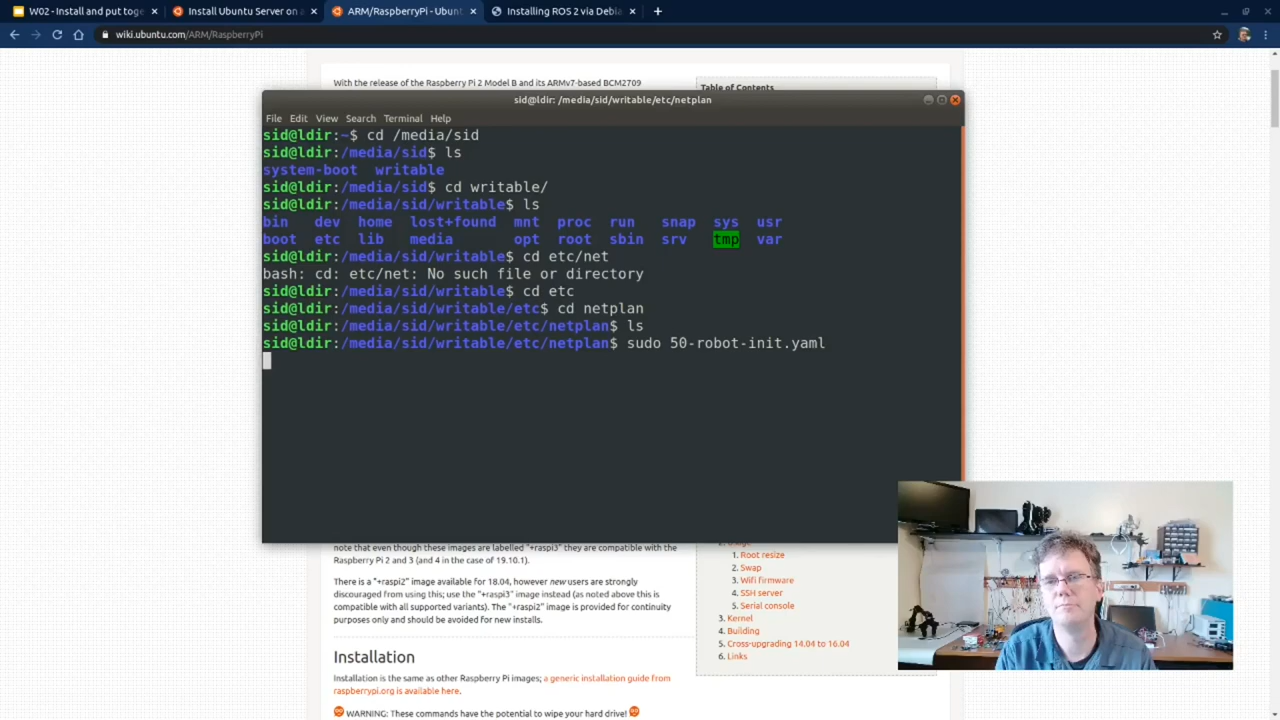 W02 - Install and put toge
Install Ubuntu Server on a
ARM/RaspberryPi - Ubunt
Installing ROS 2 via Debia
wiki.ubuntu.com/ARM/RaspberryPi
With the release of the Raspberry Pi 2 Model B and its ARMv7-based BCM2709
Table of Contents
sid@ldir: /media/sid/writable/etc/netplan
File Edit View Search Terminal Help
sid@ldir:~$ cd /media/sid
sid@ldir:/media/sid$ ls
system-boot writable
sid@ldir:/media/sid$ cd writable/
sid@ldir:/media/sid/writable$ ls
bin dev home lost+found mnt proc run snap sys usr
boot etc lib media opt root sbin srv tmp var
sid@ldir:/media/sid/writable$ cd etc/net
bash: cd: etc/net: No such file or directory
sid@ldir:/media/sid/writable$ cd etc
sid@ldir:/media/sid/writable/etc$ cd netplan
sid@ldir:/media/sid/writable/etc/netplan$ ls
sid@ldir:/media/sid/writable/etc/netplan$ sudo 50-robot-init.yaml
note that even though these images are labelled "+raspi3" they are compatible with the
Raspberry Pi 2 and 3 (and 4 in the case of 19.10.1).
There is a "+raspi2" image available for 18.04, however new users are strongly
discouraged from using this; use the "+raspi3" image instead (as noted above this is
compatible with all supported variants). The "+raspi2" image is provided for continuity
purposes only and should be avoided for new installs.
Installation
Installation is the same as other Raspberry Pi images; a generic installation guide from
raspberrypi.org is available here.
WARNING: These commands have the potential to wipe your hard drive!
1. Root resize
2. Swap
3. Wifi firmware
4. SSH server
5. Serial console
3. Kernel
4. Building
5. Cross-upgrading 14.04 to 16.04
6. Links